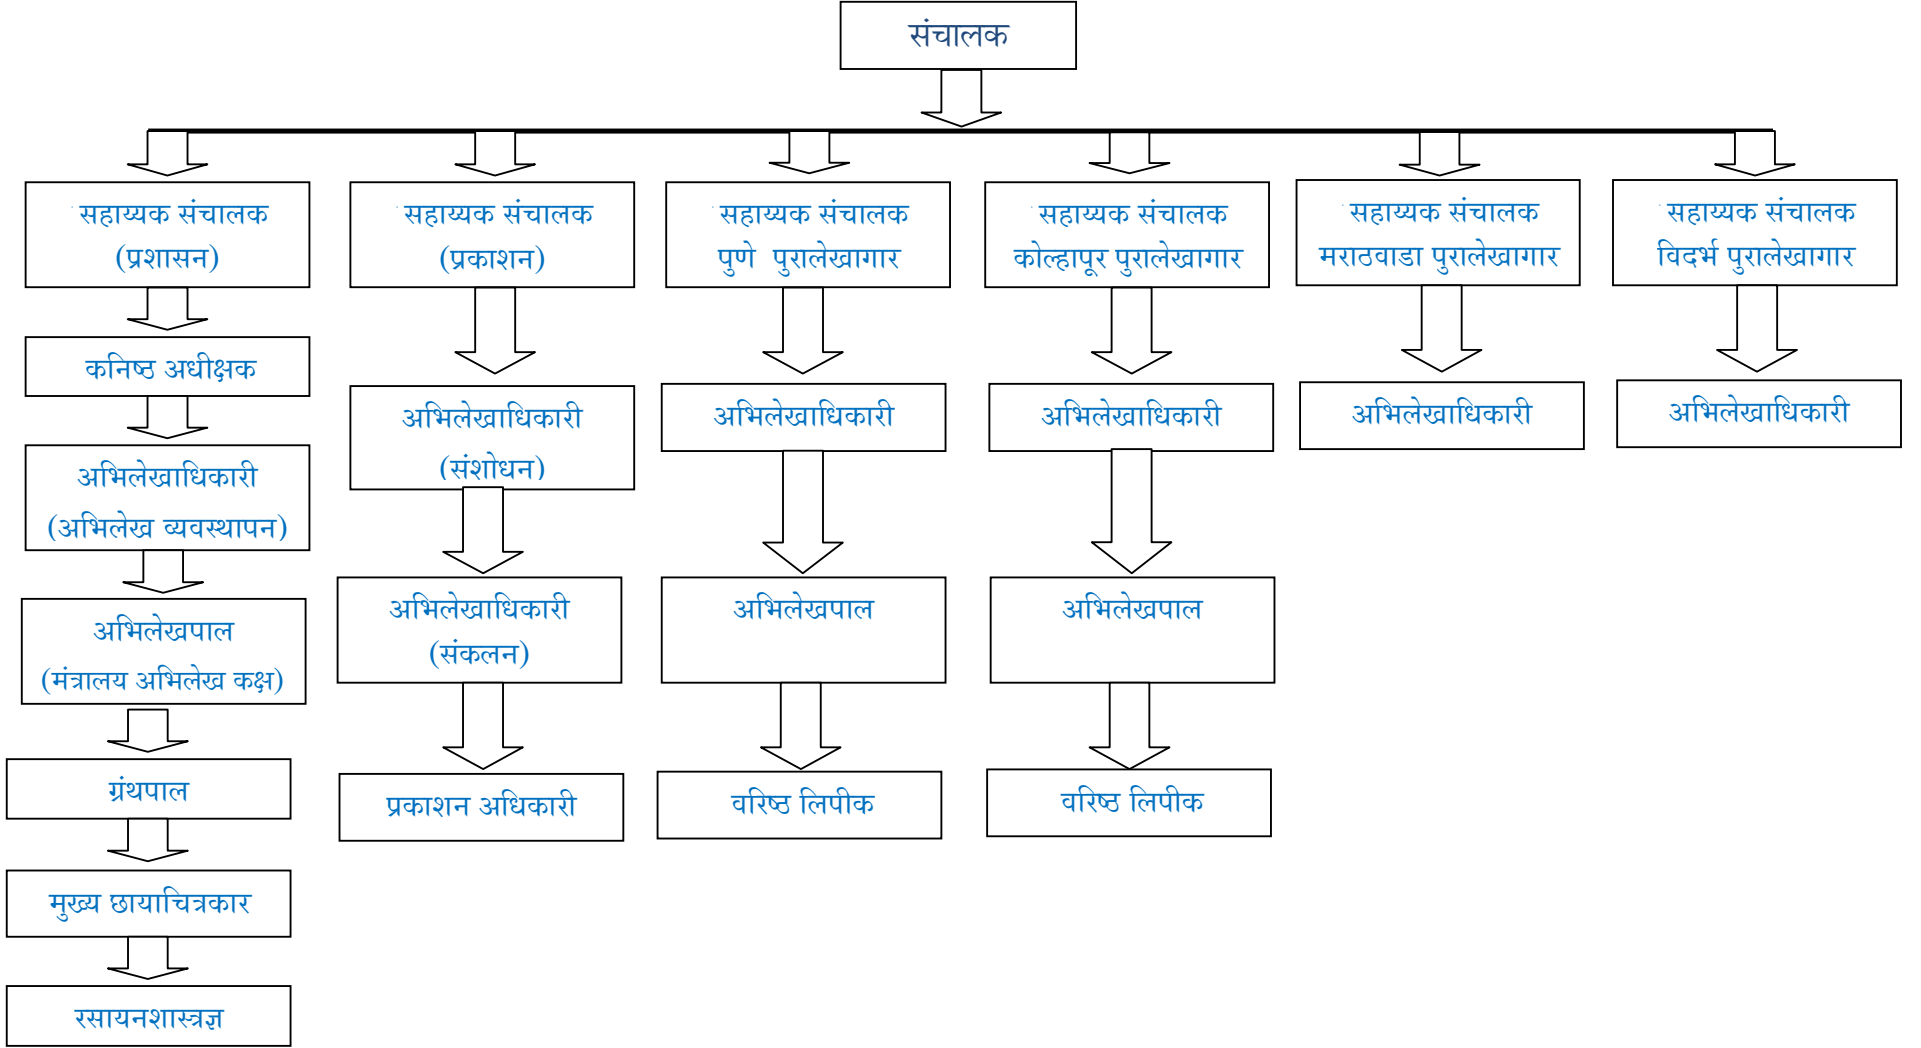 संचालक
सहाय्यक संचालक
(प्रशासन)
कनिष्ठ अधीक्षक
अभिलेखाधिकारी
(अभिलेख व्यवस्थापन)
अभिलेखपाल
(मंत्रालय अभिलेख कक्ष)
ग्रंथपाल
मुख्य छायाचित्रकार
रसायनशास्त्रज्ञ
सहाय्यक संचालक
(प्रकाशन)
अभिलेखाधिकारी
(संशोधन)
अभिलेखाधिकारी
(संकलन)
प्रकाशन अधिकारी
सहाय्यक संचालक
पुणे पुरालेखागार
अभिलेखाधिकारी
अभिलेखपाल
वरिष्ठ लिपीक
सहाय्यक संचालक
कोल्हापूर पुरालेखागार
अभिलेखाधिकारी
अभिलेखपाल
वरिष्ठ लिपीक
सहाय्यक संचालक
मराठवाडा पुरालेखागार
अभिलेखाधिकारी
सहाय्यक संचालक
विदर्भ पुरालेखागार
अभिलेखाधिकारी